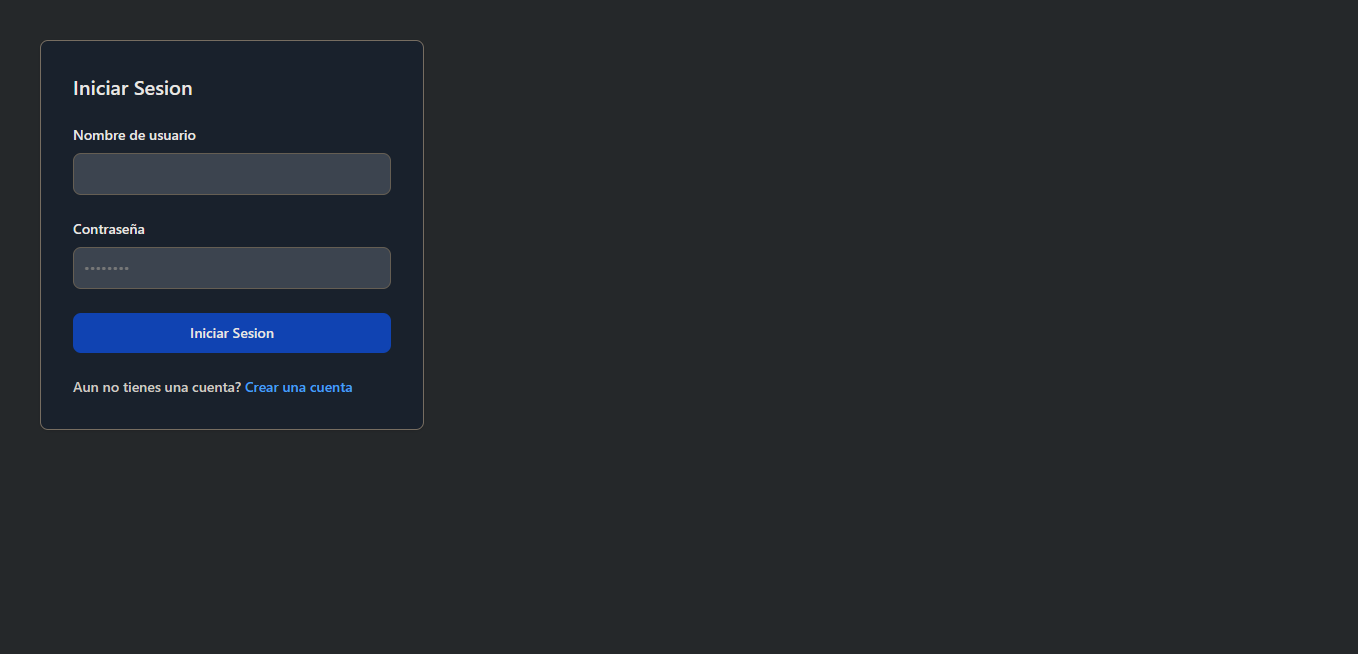 Iniciar Sesion
Nombre de usuario
Contraseña
••••••••
Iniciar Sesion
Aun no tienes una cuenta? Crear una cuenta